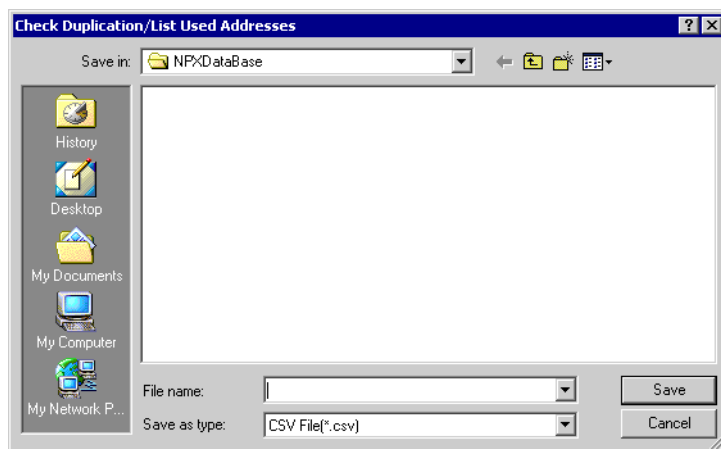 Check Duplication/List Used Addresses
Save in: NPXDataBase
History
Desktop
My Documents
My Computer
My Network P...
File name:
Save
Save as type: CSV File(*.csv)
Cancel